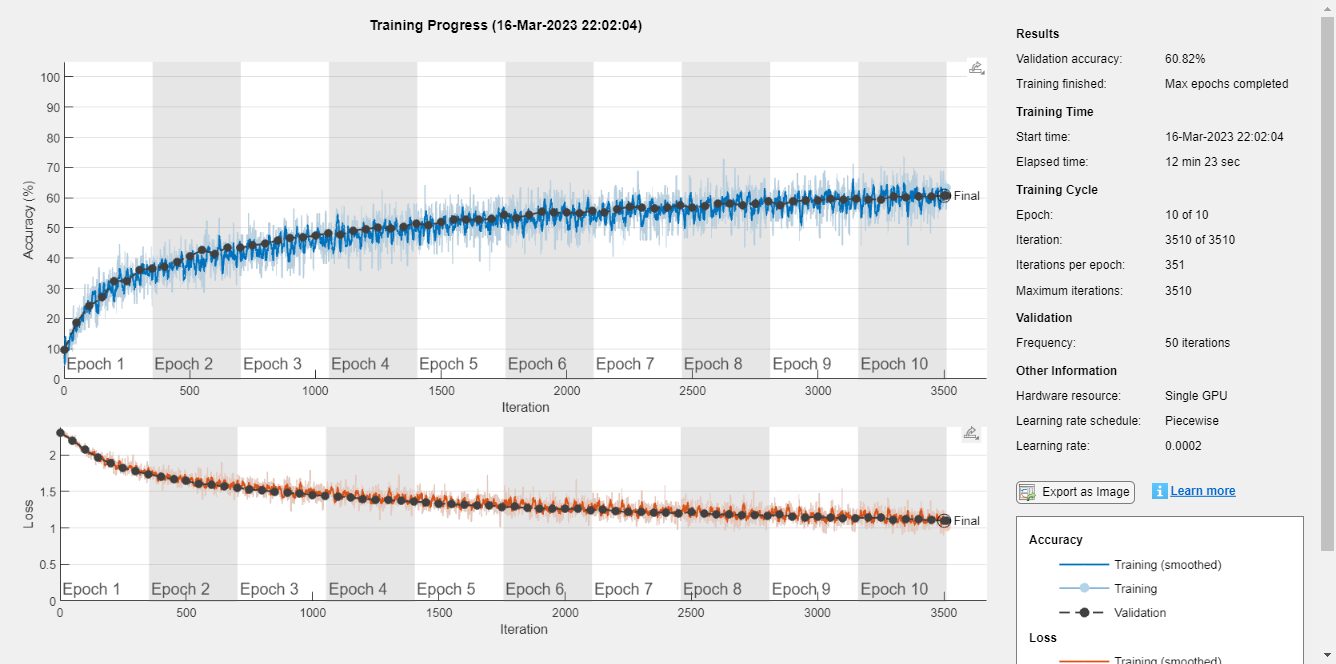 Training Progress (16-Mar-2023 22:02:04)
100
90
80
70
60
50
40
30
20
10
0
Accuracy (%)
Final
Epoch 1 Epoch 2 Epoch 3 Epoch 4 Epoch 5 Epoch 6 Epoch 7 Epoch 8 Epoch 9 Epoch 10
0 500 1000 1500 2000 2500 3000 3500
Iteration
2
1.5
1
0.5
0
Loss
Final
Epoch 1 Epoch 2 Epoch 3 Epoch 4 Epoch 5 Epoch 6 Epoch 7 Epoch 8 Epoch 9 Epoch 10
0 500 1000 1500 2000 2500 3000 3500
Iteration
Results
Validation accuracy: 60.82%
Training finished: Max epochs completed
Training Time
Start time: 16-Mar-2023 22:02:04
Elapsed time: 12 min 23 sec
Training Cycle
Epoch: 10 of 10
Iteration: 3510 of 3510
Iterations per epoch: 351
Maximum iterations: 3510
Validation
Frequency: 50 iterations
Other Information
Hardware resource: Single GPU
Learning rate schedule: Piecewise
Learning rate: 0.0002
Export as Image
i Learn more
Accuracy
Training (smoothed)
Training
Validation
Loss
Training (smoothed)